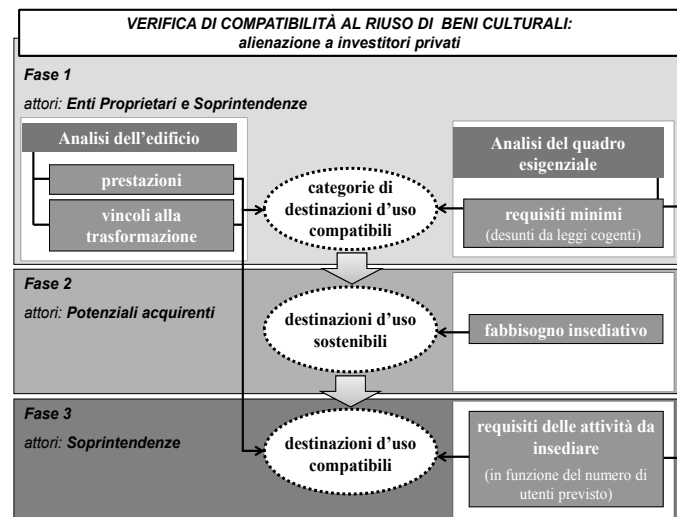 VERIFICA DI COMPATIBILITÀ AL RIUSO DI BENI CULTURALI:
alienazione a investitori privati
Fase 1
attori: Enti Proprietari e Soprintendenze
Analisi dell'edificio
prestazioni
vincoli alla
trasformazione
categorie di
destinazioni d'uso
compatibili
Analisi del quadro
esigenziale
requisiti minimi
(desunti da leggi cogenti)
Fase 2
attori: Potenziali acquirenti
destinazioni d'uso
sostenibili
fabbisogno insediativo
Fase 3
attori: Soprintendenze
destinazioni d'uso
compatibili
requisiti delle attività da
insediare
(in funzione del numero di
utenti previsto)